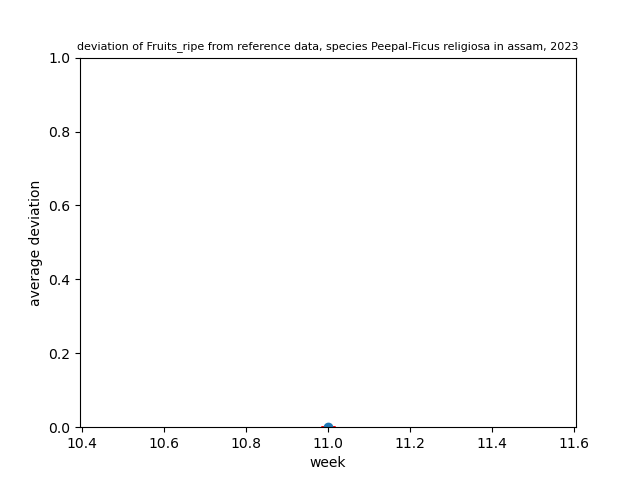 deviation of Fruits_ripe from reference data, species Peepal-Ficus religiosa in assam, 2023
1.0
0.8
0.6
0.4
0.2
0.0
average deviation
10.4 10.6 10.8 11.0 11.2 11.4 11.6
week